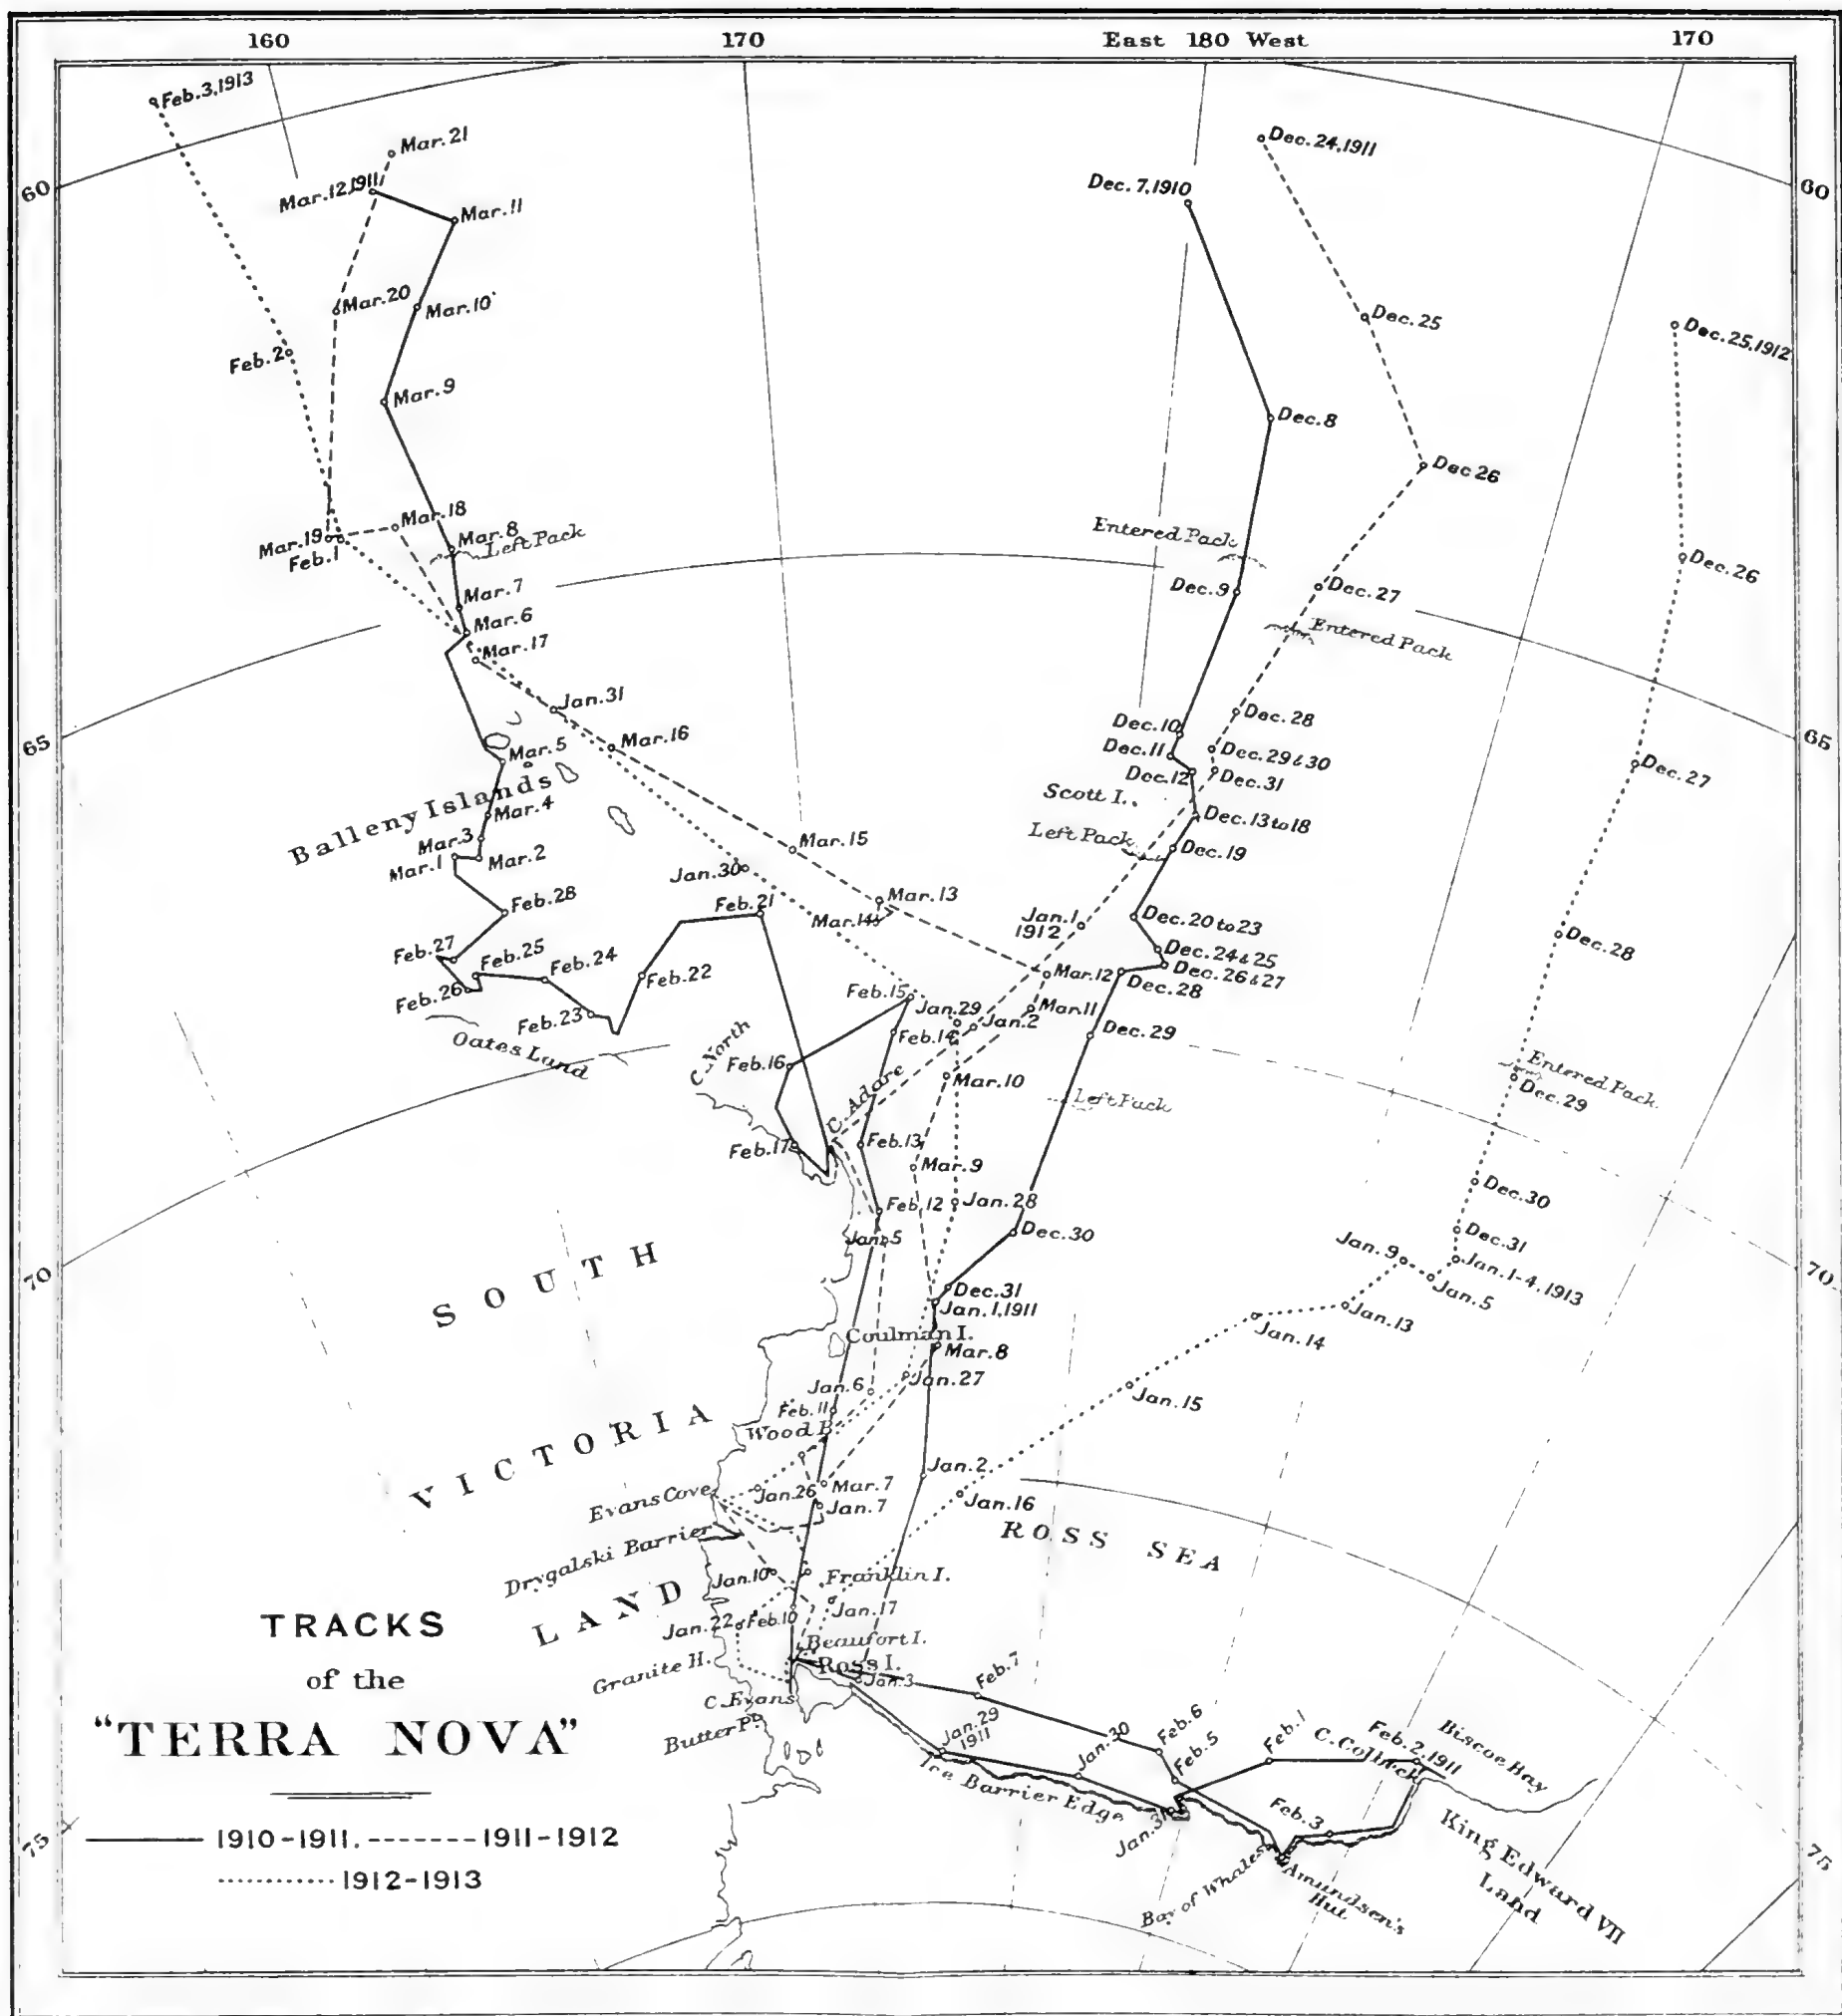 160
170
East 180 West
170
Feb.3,1913
Mar.21
Mar.12,1911
Mar.11
Dec.24,1911
Dec.7,1910
60
60
Mar.20
Mar.10
Dec.25
Dec.25,1912
Feb.2
Mar.9
Dec.8
Dec 26
Mar.18
Mar.19
Feb.1
Mar.8
Left Pack
Entered Pack
Dec.26
Mar.7
Dec.9
Dec.27
Mar.6
Entered Pack
Mar.17
Jan.31
Mar.16
Dec.10
Dec.28
65
65
Mar.5
Dec.11
Dec.29&30
Dec.12
Dec.31
Dec.27
Balleny Islands
Scott I.
Mar.4
Dec.13 to 18
Mar.3
Mar.15
Left Pack
Dec.19
Mar.1
Mar.2
Jan.30
Feb.28
Feb.21
Mar.13
Mar.14
Jan.1
1912
Dec.20 to 23
Dec.28
Feb.27
Feb.25
Feb.24
Dec.24&25
Feb.26
Feb.22
Mar.12
Dec.26&27
Dec.28
Feb.15
Jan.29
Mar.11
Feb.23
Feb.14
Jan.2
Dec.29
Oates Land
C. North
Feb.16
C. Adare
Mar.10
Left Pack
Entered Pack
Dec.29
Feb.17
Feb.13
Mar.9
Jan.28
Dec.30
Feb.12
Jan.5
Dec.30
Dec.31
Jan.9
Jan.1-4,1913
Jan.5
70
70
SOUTH
Dec.31
Jan.1,1911
Jan.13
Jan.14
Coulman I.
Mar.8
Jan.6
Jan.27
Jan.15
Feb.11
Wood B.
VICTORIA
Jan.2
Evans Cove
Jan.26
Mar.7
Jan.7
Jan.16
ROSS SEA
Drygalski Barrier
Jan.10
Franklin I.
LAND
Jan.17
Jan.22
Feb.10
Beaufort I.
Granite H.
Ross I.
Jan.3
Feb.7
C. Evans
Butter Pt.
Jan.29
1911
Jan.30
Feb.6
Feb.5
Feb.1
C. Colbeck
Feb.2,1911
Biscoe Bay
Ice Barrier Edge
Jan.31
Feb.3
Bay of Whales
Amundsen's
Hut
King Edward VII
Land
75
75
TRACKS
of the
"TERRA NOVA"
1910-1911. 1911-1912
1912-1913